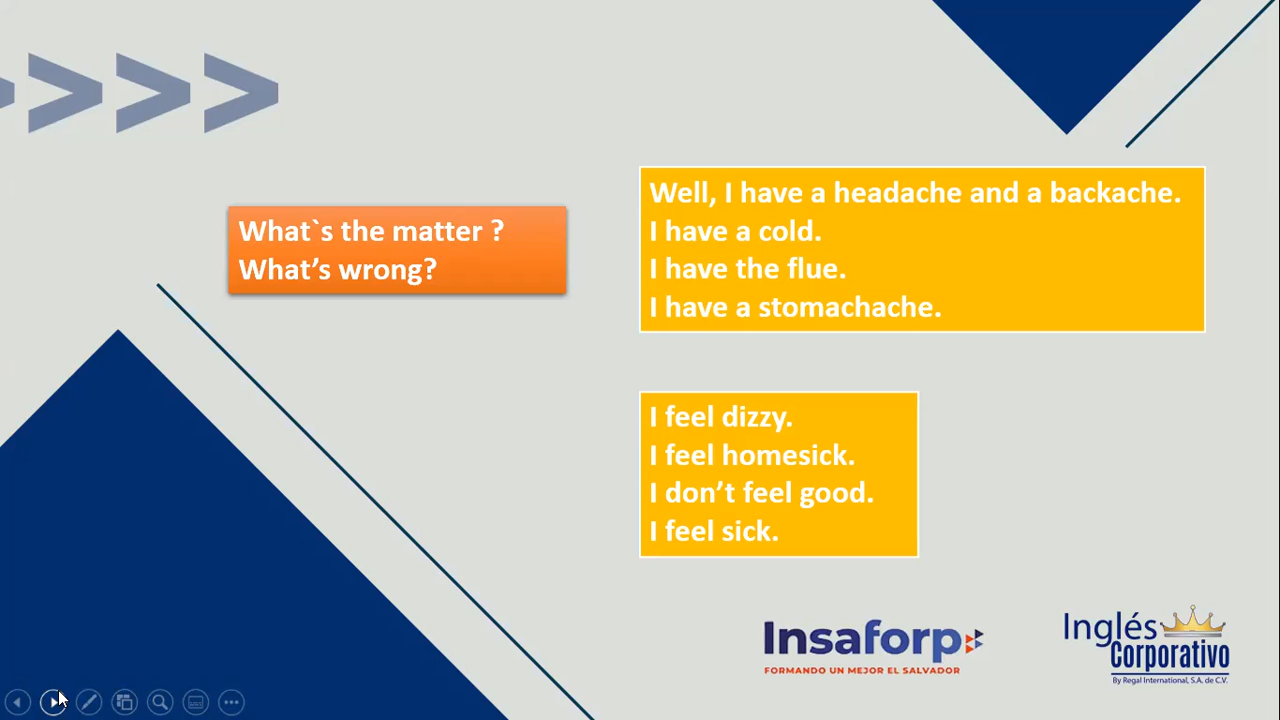 What`s the matter ?
What’s wrong?
Well, I have a headache and a backache.
I have a cold.
I have the flue.
I have a stomachache.
I feel dizzy.
I feel homesick.
I don’t feel good.
I feel sick.
Insaforp
FORMANDO UN MEJOR EL SALVADOR
Inglés
Corporativo
By Regal International, S.A. de C.V.